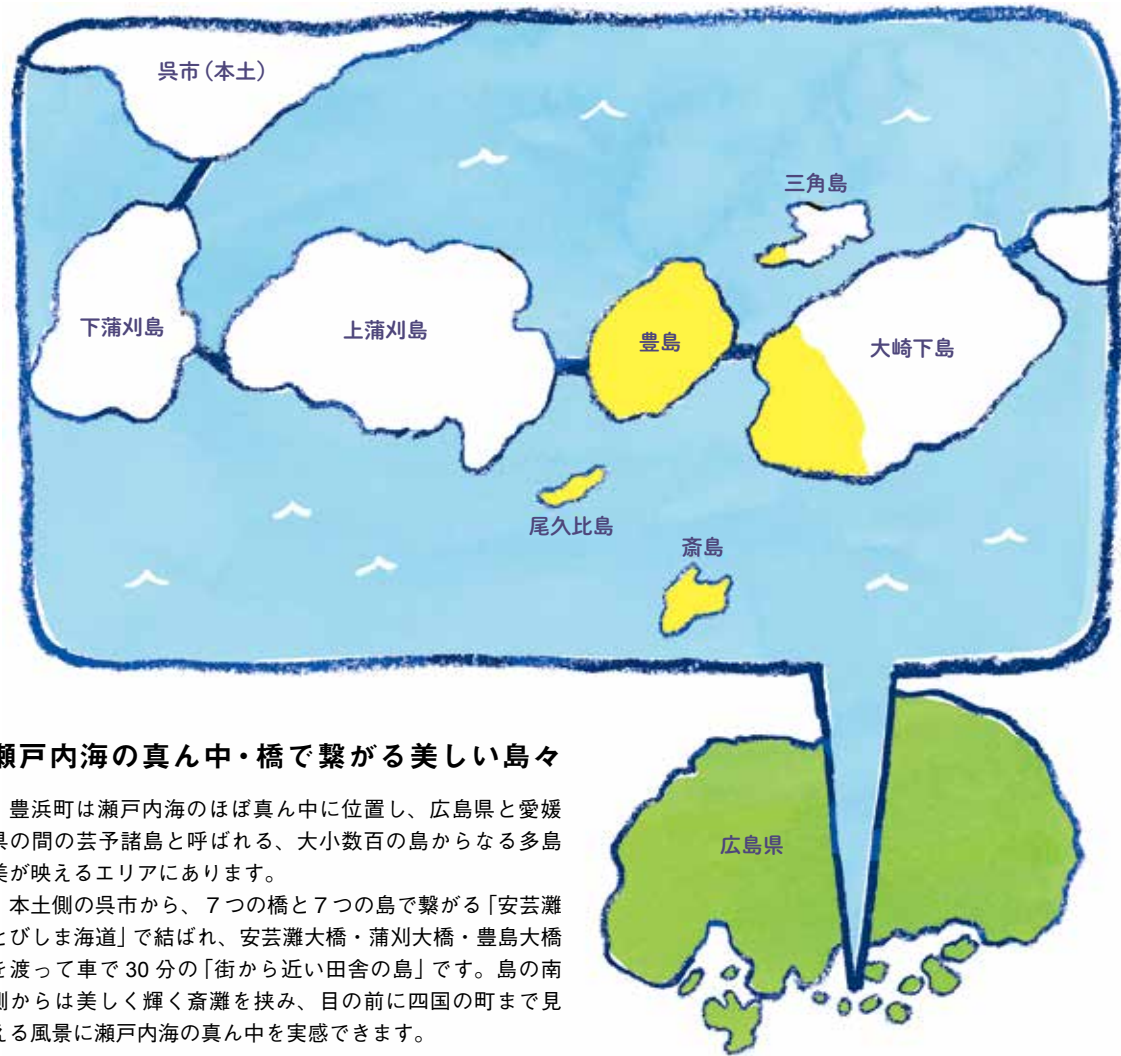 呉市(本土)
三角島
下蒲刈島
上蒲刈島
豊島
大崎下島
尾久比島
斎島
瀬戸内海の真ん中・橋で繋がる美しい島々
豊浜町は瀬戸内海のほぼ真ん中に位置し、広島県と愛媛
県の間の芸予諸島と呼ばれる、大小数百の島からなる多島
美が映えるエリアにあります。
本土側の呉市から、７つの橋と７つの島で繋がる「安芸灘
とびしま海道」で結ばれ、安芸灘大橋・蒲刈大橋・豊島大橋
を渡って車で30分の「街から近い田舎の島」です。島の南
側からは美しく輝く斎灘を挟み、目の前に四国の町まで見
える風景に瀬戸内海の真ん中を実感できます。
広島県